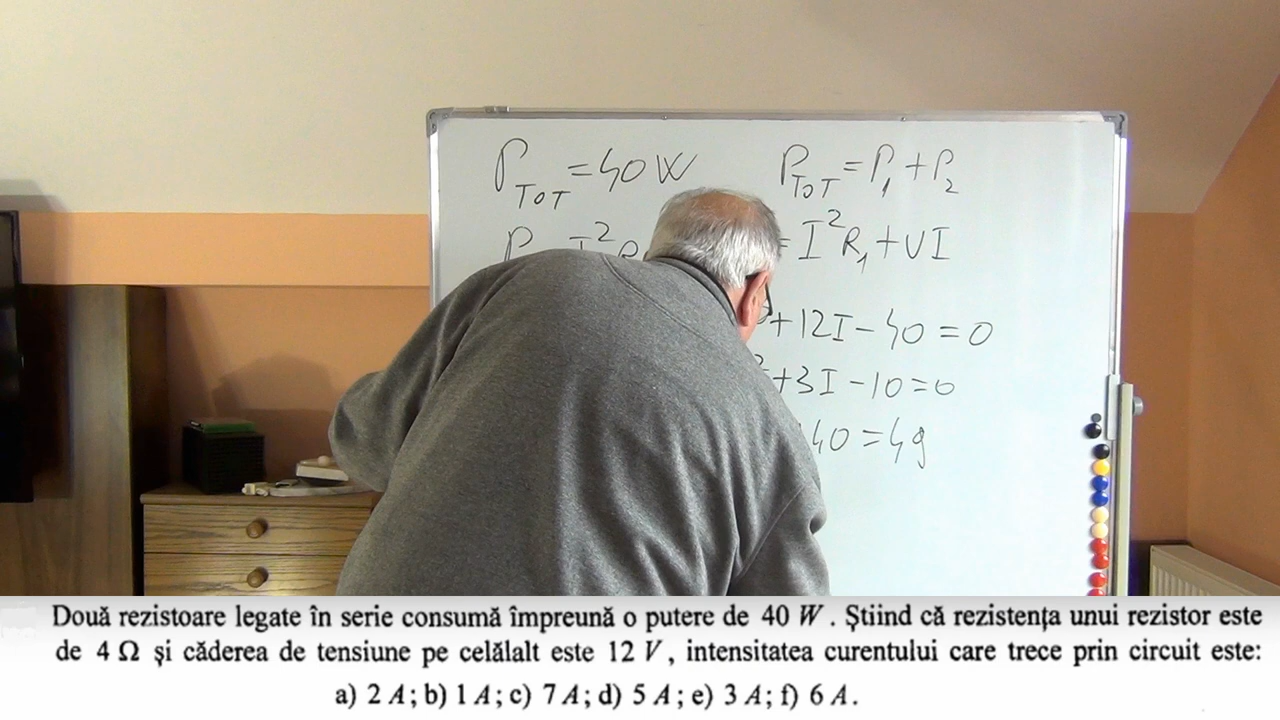 P_TOT = 40 W
P_TOT = P_1 + P_2
I^2
= I^2 R_1 + UI
+ 12I - 40 = 0
+ 3I - 10 = 0
40 = 49
Două rezistoare legate în serie consumă împreună o putere de 40 W . Știind că rezistența unui rezistor este
de 4 Ω și căderea de tensiune pe celălalt este 12 V , intensitatea curentului care trece prin circuit este:
a) 2 A ; b) 1 A ; c) 7 A ; d) 5 A ; e) 3 A ; f) 6 A .